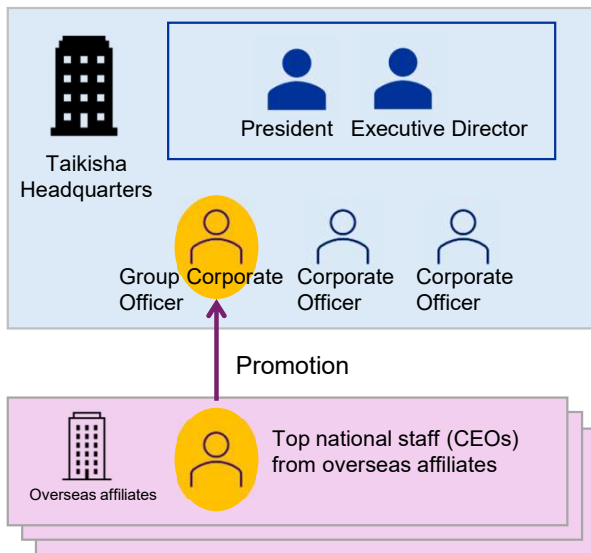 President
Executive Director
Taikisha
Headquarters
Group Corporate
Officer
Corporate
Officer
Corporate
Officer
Promotion
Top national staff (CEOs)
from overseas affiliates
Overseas affiliates